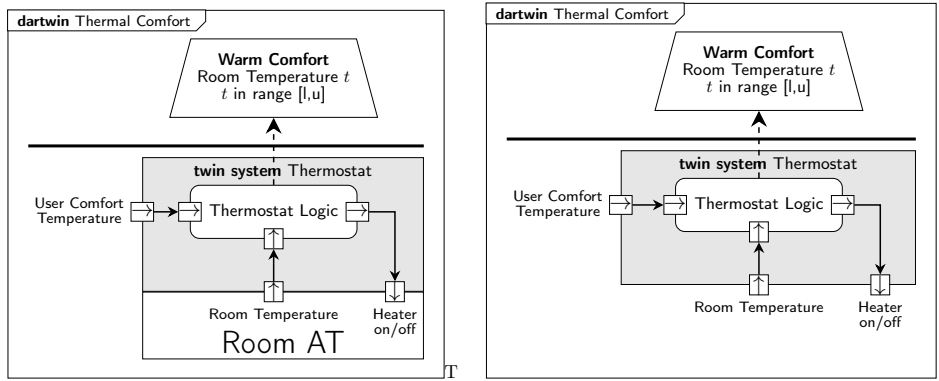 dartwin Thermal Comfort
Warm Comfort
Room Temperature t
t in range [l,u]
twin system Thermostat
User Comfort
Temperature
Thermostat Logic
Room Temperature
Heater
on/off
Room AT
T
dartwin Thermal Comfort
Warm Comfort
Room Temperature t
t in range [l,u]
twin system Thermostat
User Comfort
Temperature
Thermostat Logic
Room Temperature
Heater
on/off